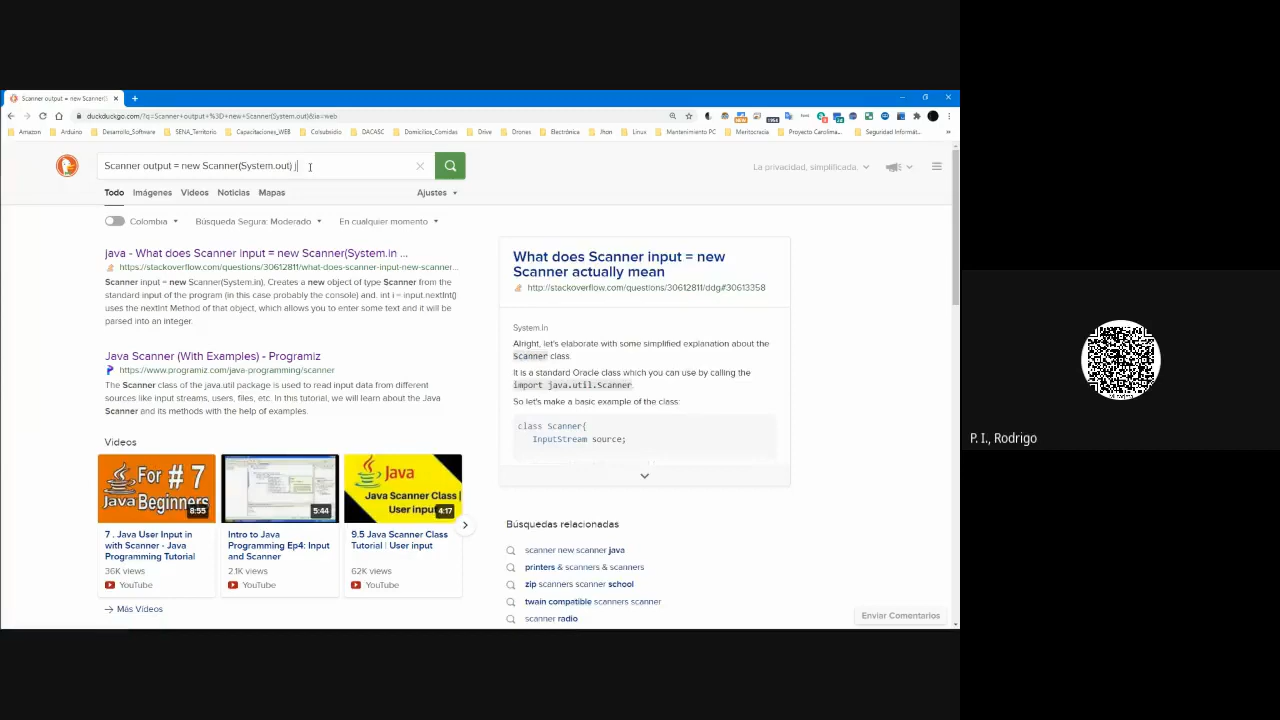 Scanner output = new Scanner(S
duckduckgo.com/?q=Scanner+output+%3D+new+Scanner(System.out)&ia=web
Amazon Arduino Desarrollo_Software SENA_Territorio Capacitaciones_WEB Colsubsidio DACASC Domicilios_Comidas Drive Drones Electrónica Jhon Linux Mantenimiento PC Meritocracia Proyecto Carolima... Seguridad Informát...
Scanner output = new Scanner(System.out) j
La privacidad, simplificada.
Todo Imágenes Videos Noticias Mapas Ajustes
Colombia Búsqueda Segura: Moderado En cualquier momento
java - What does Scanner input = new Scanner(System.in ...
https://stackoverflow.com/questions/30612811/what-does-scanner-input-new-scanner...
Scanner input = new Scanner(System.in). Creates a new object of type Scanner from the
standard input of the program (in this case probably the console) and. int i = input.nextInt()
uses the nextInt Method of that object, which allows you to enter some text and it will be
parsed into an integer.
Java Scanner (With Examples) - Programiz
https://www.programiz.com/java-programming/scanner
The Scanner class of the java.util package is used to read input data from different
sources like input streams, users, files, etc. In this tutorial, we will learn about the Java
Scanner and its methods with the help of examples.
Videos
For # 7
Java Beginners
8:55
5:44
Java
Java Scanner Class |
User input
4:17
7 . Java User Input in
with Scanner - Java
Programming Tutorial
36K views
YouTube
Intro to Java
Programming Ep4: Input
and Scanner
2.1K views
YouTube
9.5 Java Scanner Class
Tutorial | User input
62K views
YouTube
Más Vídeos
What does Scanner input = new
Scanner actually mean
http://stackoverflow.com/questions/30612811/ddg#30613358
System.In
Alright, let's elaborate with some simplified explanation about the
Scanner class.
It is a standard Oracle class which you can use by calling the
import java.util.Scanner.
So let's make a basic example of the class:
class Scanner{
InputStream source;
Búsquedas relacionadas
scanner new scanner java
printers & scanners & scanners
zip scanners scanner school
twain compatible scanners scanner
scanner radio
Enviar Comentarios
P. I., Rodrigo